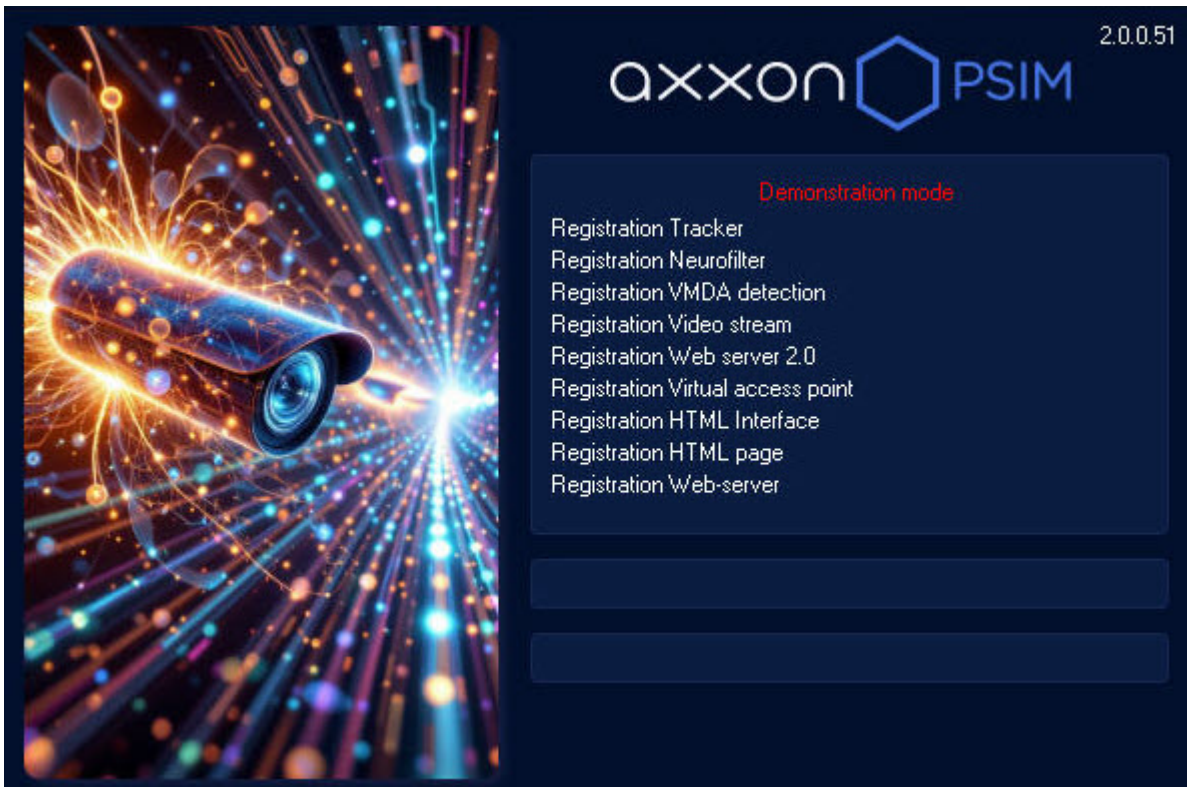 2.0.0.51
axxon PSIM
Demonstration mode
Registration Tracker
Registration Neurofilter
Registration VMDA detection
Registration Video stream
Registration Web server 2.0
Registration Virtual access point
Registration HTML Interface
Registration HTML page
Registration Web-server